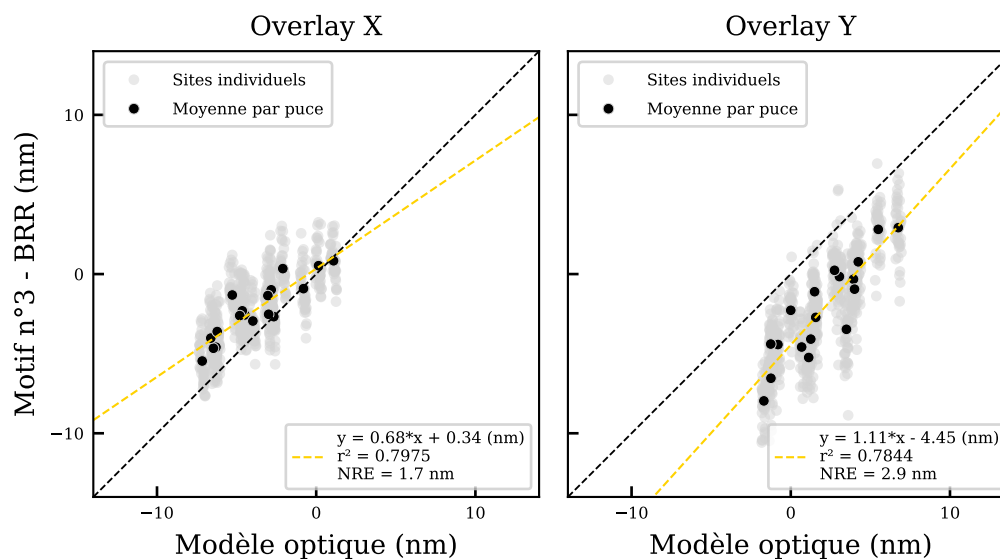 Overlay X
Overlay Y
Sites individuels
Moyenne par puce
Sites individuels
Moyenne par puce
Motif n°3 - BRR (nm)
10
0
−10
y = 0.68*x + 0.34 (nm)
r² = 0.7975
NRE = 1.7 nm
y = 1.11*x - 4.45 (nm)
r² = 0.7844
NRE = 2.9 nm
−10
0
10
−10
0
10
Modèle optique (nm)
Modèle optique (nm)